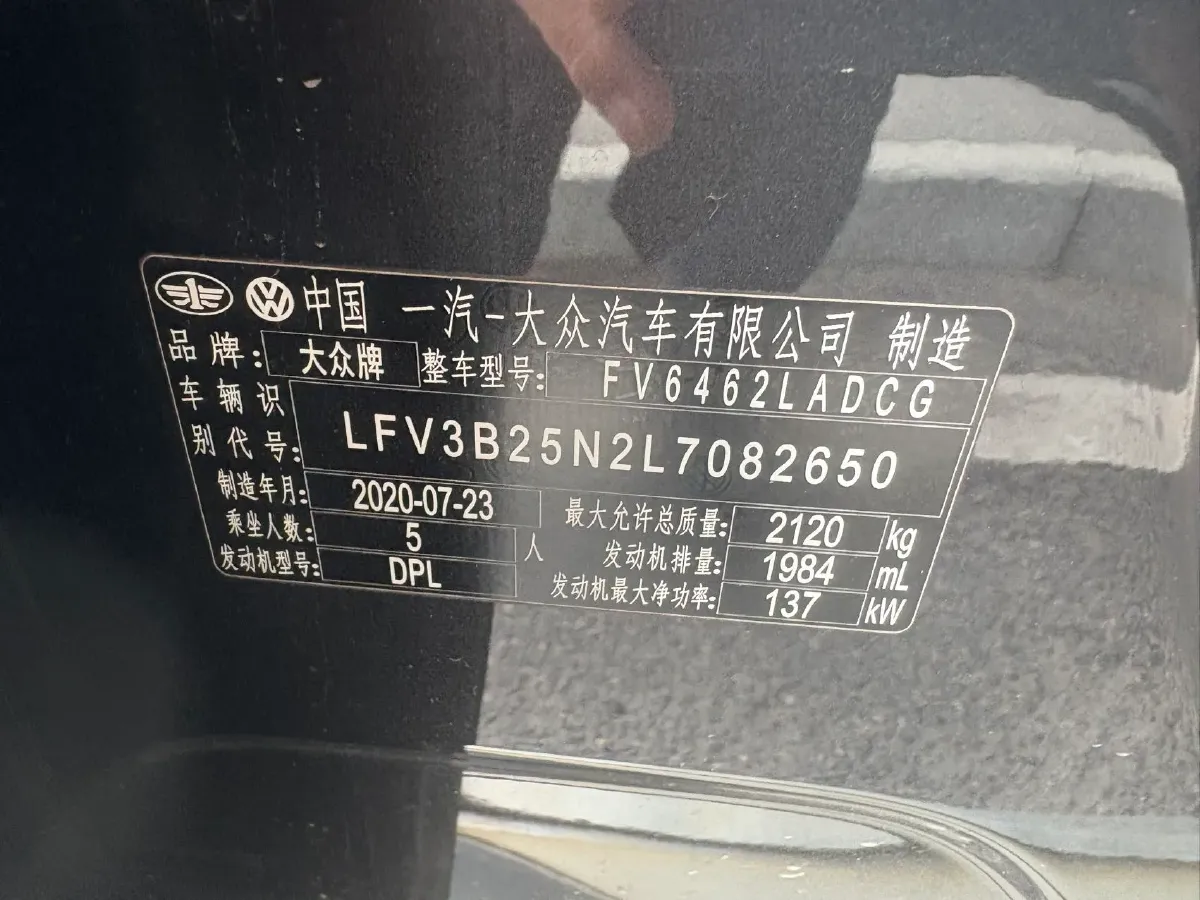 中国 一汽-大众汽车有限公司 制造
品牌: 大众牌 整车型号: FV6462LADCG
车辆识别代号: LFV3B25N2L7082650
制造年月: 2020-07-23 最大允许总质量: 2120 kg
乘坐人数: 5 人 发动机排量: 1984 mL
发动机型号: DPL 发动机最大净功率: 137 kW